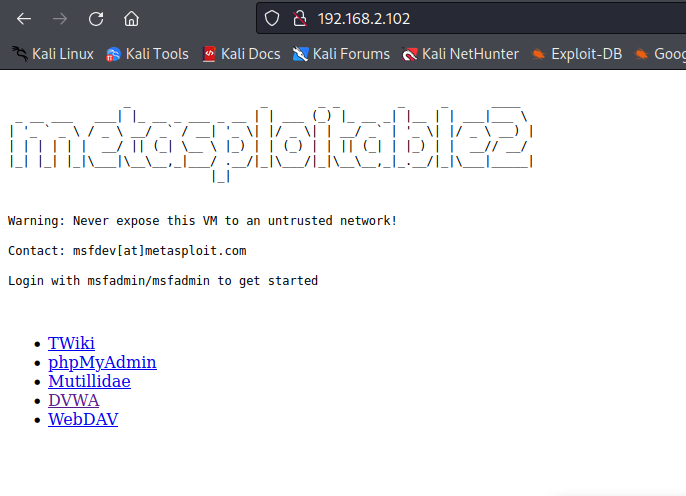 192.168.2.102
Kali Linux Kali Tools Kali Docs Kali Forums Kali NetHunter Exploit-DB Goog
metasploitable2
Warning: Never expose this VM to an untrusted network!
Contact: msfdev[at]metasploit.com
Login with msfadmin/msfadmin to get started
TWiki
phpMyAdmin
Mutillidae
DVWA
WebDAV